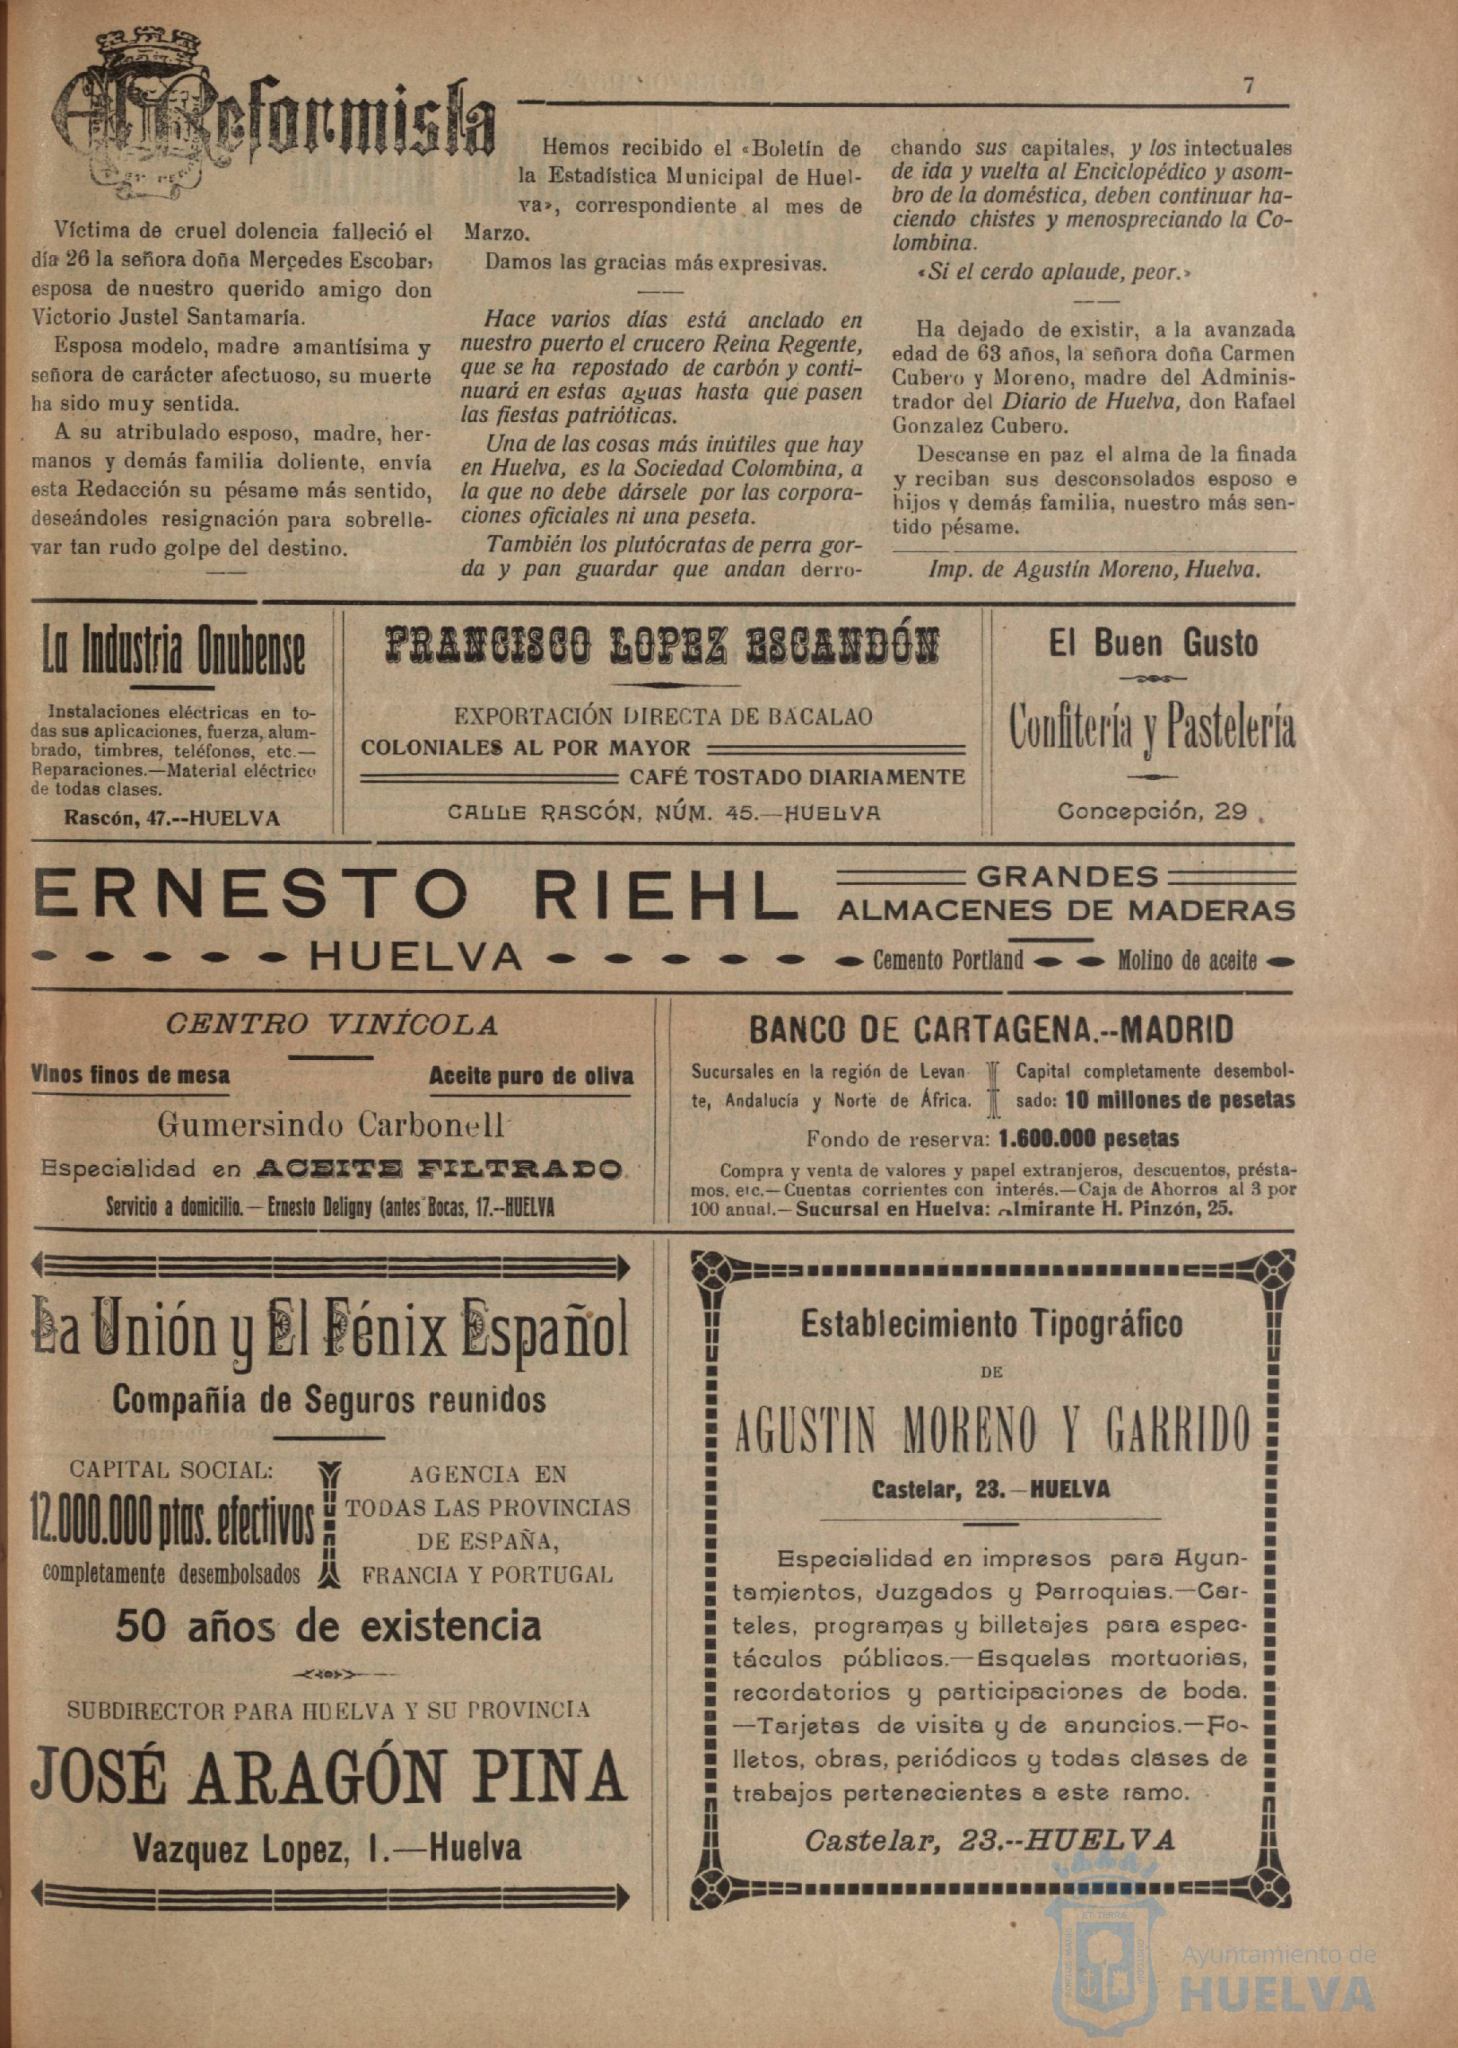 El Reformista
7
Víctima de cruel dolencia falleció el
día 26 la señora doña Mercedes Escobar,
esposa de nuestro querido amigo don
Victorio Justel Santamaría.
Esposa modelo, madre amantísima y
señora de carácter afectuoso, su muerte
ha sido muy sentida.
A su atribulado esposo, madre, her-
manos y demás familia doliente, envía
esta Redacción su pésame más sentido,
deseándoles resignación para sobrelle-
var tan rudo golpe del destino.
Hemos recibido el «Boletín de
la Estadística Municipal de Huel-
va», correspondiente al mes de
Marzo.
Damos las gracias más expresivas.
Hace varios días está anclado en
nuestro puerto el crucero Reina Regente,
que se ha repostado de carbón y conti-
nuará en estas aguas hasta que pasen
las fiestas patrióticas.
Una de las cosas más inútiles que hay
en Huelva, es la Sociedad Colombina, a
la que no debe dársele por las corpora-
ciones oficiales ni una peseta.
También los plutócratas de perra gor-
da y pan guardar que andan derro-
chando sus capitales, y los intectuales
de ida y vuelta al Enciclopédico y asom-
bro de la doméstica, deben continuar ha-
ciendo chistes y menospreciando la Co-
lombina.
«Si el cerdo aplaude, peor.»
Ha dejado de existir, a la avanzada
edad de 63 años, la señora doña Carmen
Cubero y Moreno, madre del Adminis-
trador del Diario de Huelva, don Rafael
Gonzalez Cubero.
Descanse en paz el alma de la finada
y reciban sus desconsolados esposo e
hijos y demás familia, nuestro más sen-
tido pésame.
Imp. de Agustín Moreno, Huelva.
La Industria Onubense
Instalaciones eléctricas en to-
das sus aplicaciones, fuerza, alum-
brado, timbres, teléfonos, etc.—
Reparaciones.—Material eléctrico
de todas clases.
Rascón, 47.--HUELVA
FRANCISCO LOPEZ ESCANDÓN
EXPORTACIÓN DIRECTA DE BACALAO
COLONIALES AL POR MAYOR
CAFÉ TOSTADO DIARIAMENTE
CALLE RASCÓN, NÚM. 45.—HUELVA
El Buen Gusto
Confitería y Pastelería
Concepción, 29
ERNESTO RIEHL
HUELVA
GRANDES
ALMACENES DE MADERAS
Cemento Portland
Molino de aceite
CENTRO VINÍCOLA
Vinos finos de mesa
Aceite puro de oliva
Gumersindo Carbonell
Especialidad en ACEITE FILTRADO
Servicio a domicilio.—Ernesto Deligny (antes Bocas, 17.--HUELVA
BANCO DE CARTAGENA.--MADRID
Sucursales en la región de Levan
te, Andalucía y Norte de África.
Capital completamente desembol-
sado: 10 millones de pesetas
Fondo de reserva: 1.600.000 pesetas
Compra y venta de valores y papel extranjeros, descuentos, présta-
mos, etc.—Cuentas corrientes con interés.—Caja de Ahorros al 3 por
100 anual.—Sucursal en Huelva: Almirante H. Pinzón, 25.
La Unión y El Fénix Español
Compañía de Seguros reunidos
CAPITAL SOCIAL:
12.000.000 ptas. efectivos
completamente desembolsados
AGENCIA EN
TODAS LAS PROVINCIAS
DE ESPAÑA,
FRANCIA Y PORTUGAL
50 años de existencia
SUBDIRECTOR PARA HUELVA Y SU PROVINCIA
JOSÉ ARAGÓN PINA
Vazquez Lopez, 1.—Huelva
Establecimiento Tipográfico
DE
AGUSTIN MORENO Y GARRIDO
Castelar, 23.—HUELVA
Especialidad en impresos para Ayun-
tamientos, Juzgados y Parroquias.—Car-
teles, programas y billetajes para espec-
táculos públicos.—Esquelas mortuorias,
recordatorios y participaciones de boda.
—Tarjetas de visita y de anuncios.—Fo-
lletos, obras, periódicos y todas clases de
trabajos pertenecientes a este ramo.
Castelar, 23.--HUELVA
Ayuntamiento de
HUELVA